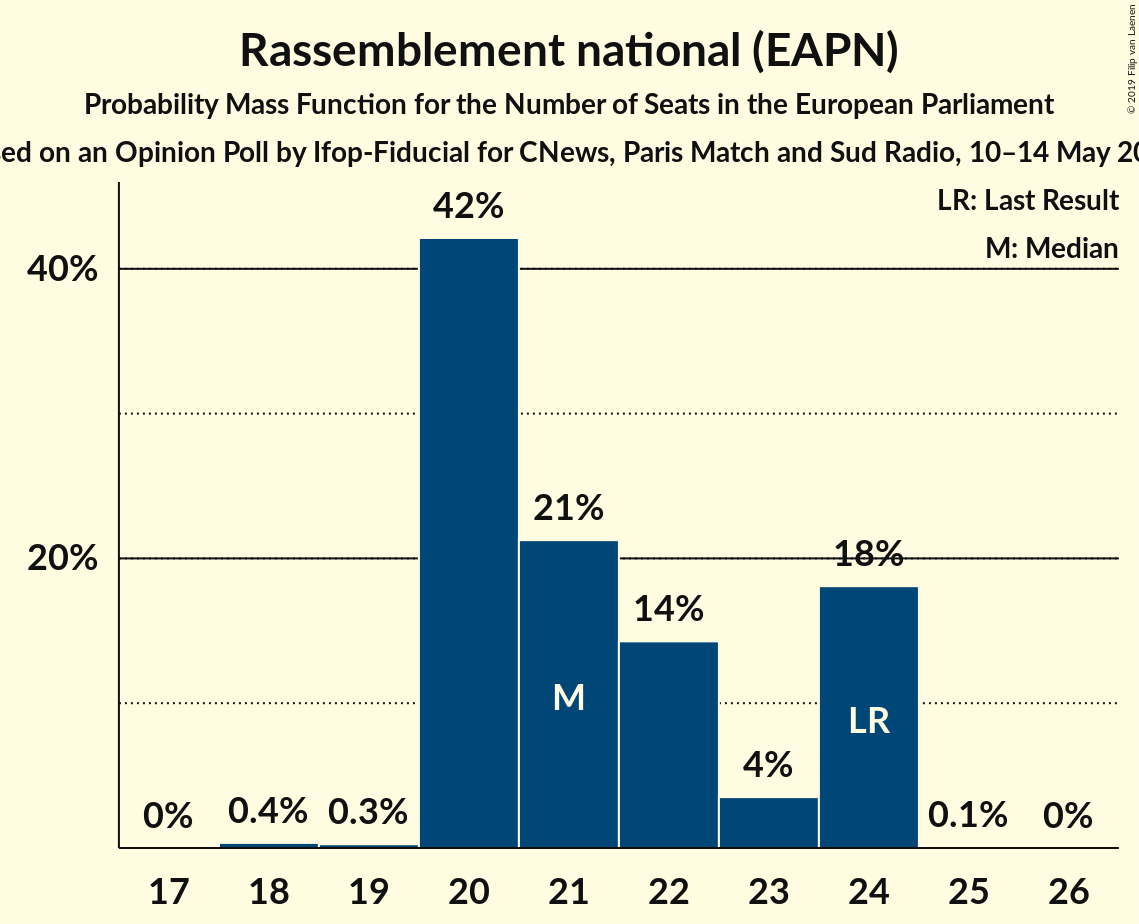 Rassemblement national (EAPN)
Probability Mass Function for the Number of Seats in the European Parliament
sed on an Opinion Poll by Ifop-Fiducial for CNews, Paris Match and Sud Radio, 10–14 May 20
© 2019 Filip van Laenen
LR: Last Result
M: Median
42%
40%
21%
18%
20%
14%
M
LR
4%
0% 0.4% 0.3% 0.1% 0%
17 18 19 20 21 22 23 24 25 26